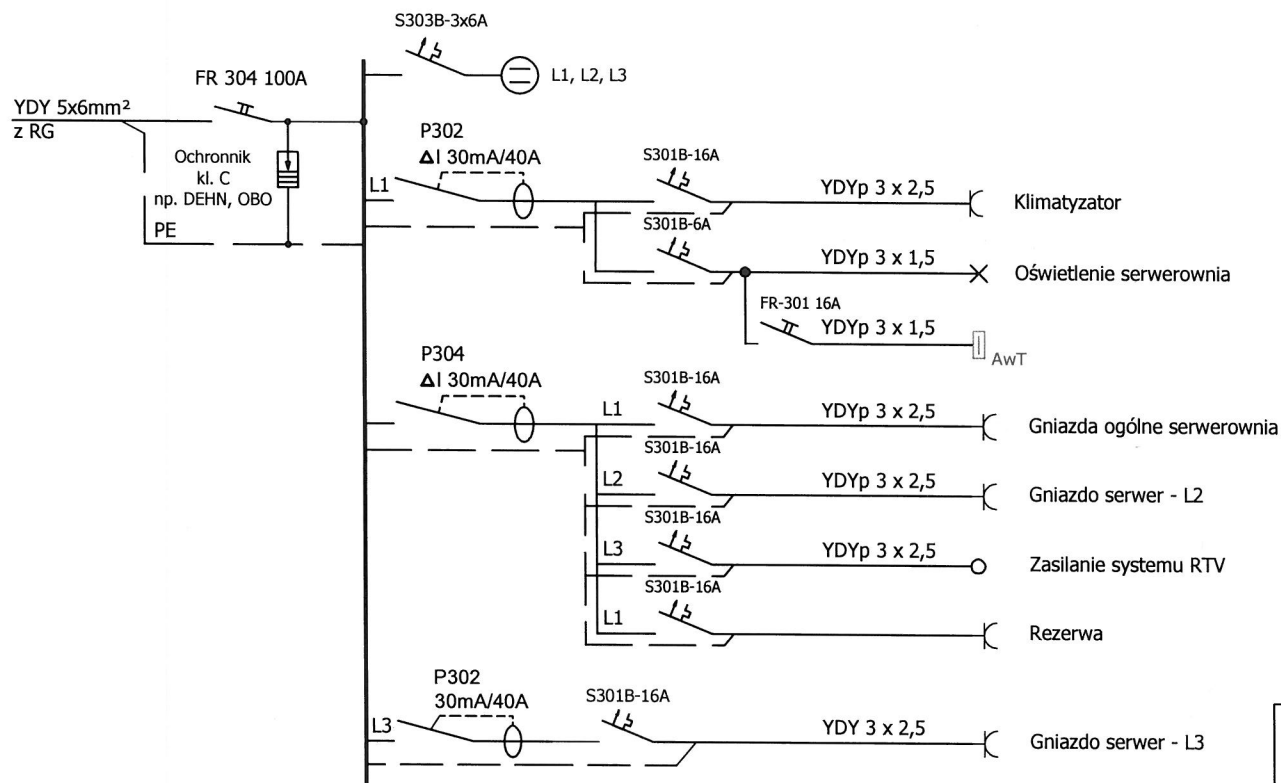 S303B-3x6A
L1, L2, L3
FR 304 100A
YDY 5x6mm²
z RG
Ochronnik
kl. C
np. DEHN, OBO
PE
P302
ΔI 30mA/40A
L1
S301B-16A
YDYp 3 x 2,5
Klimatyzator
S301B-6A
YDYp 3 x 1,5
Oświetlenie serwerownia
FR-301 16A
YDYp 3 x 1,5
AwT
P304
ΔI 30mA/40A
L1
S301B-16A
YDYp 3 x 2,5
Gniazda ogólne serwerownia
S301B-16A
L2
YDYp 3 x 2,5
Gniazdo serwer - L2
S301B-16A
L3
YDYp 3 x 2,5
Zasilanie systemu RTV
S301B-16A
L1
Rezerwa
P302
30mA/40A
L3
S301B-16A
YDY 3 x 2,5
Gniazdo serwer - L3